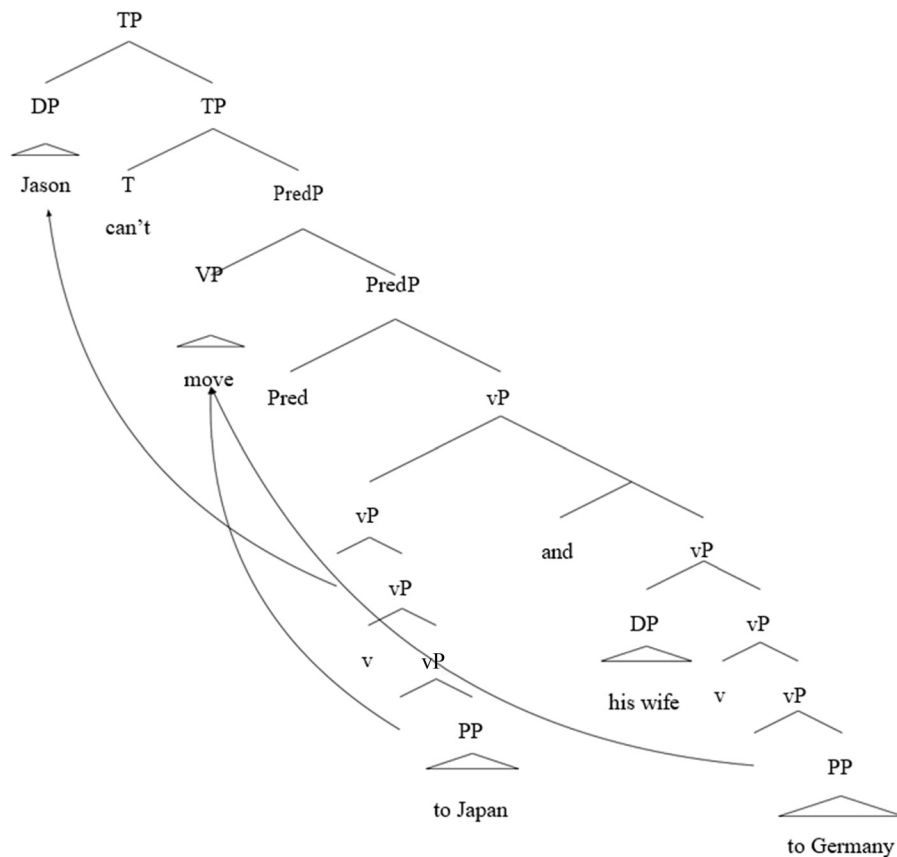 TP
DP TP
Jason T PredP
can’t
VP PredP
move Pred vP
vP and vP
vP DP vP
v vP his wife v vP
PP PP
to Japan
to Germany